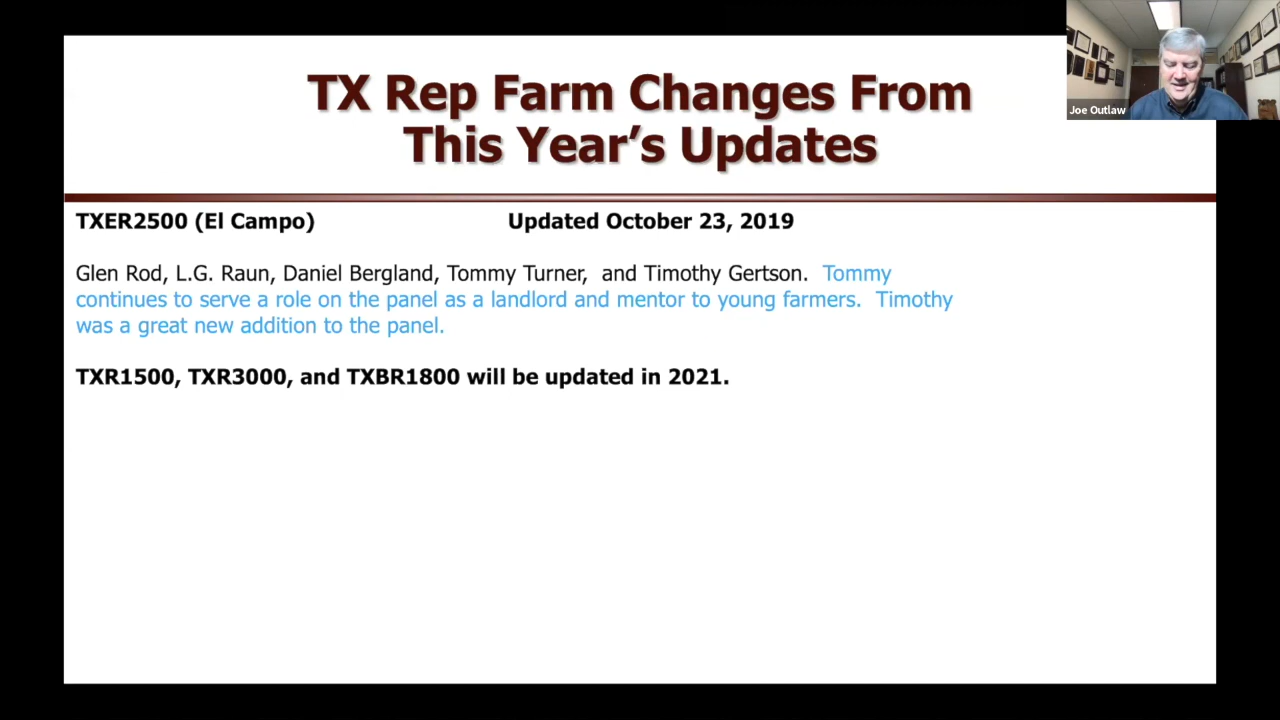 TX Rep Farm Changes From
This Year's Updates
Joe Outlaw
TXER2500 (El Campo) Updated October 23, 2019
Glen Rod, L.G. Raun, Daniel Bergland, Tommy Turner, and Timothy Gertson. Tommy
continues to serve a role on the panel as a landlord and mentor to young farmers. Timothy
was a great new addition to the panel.
TXR1500, TXR3000, and TXBR1800 will be updated in 2021.